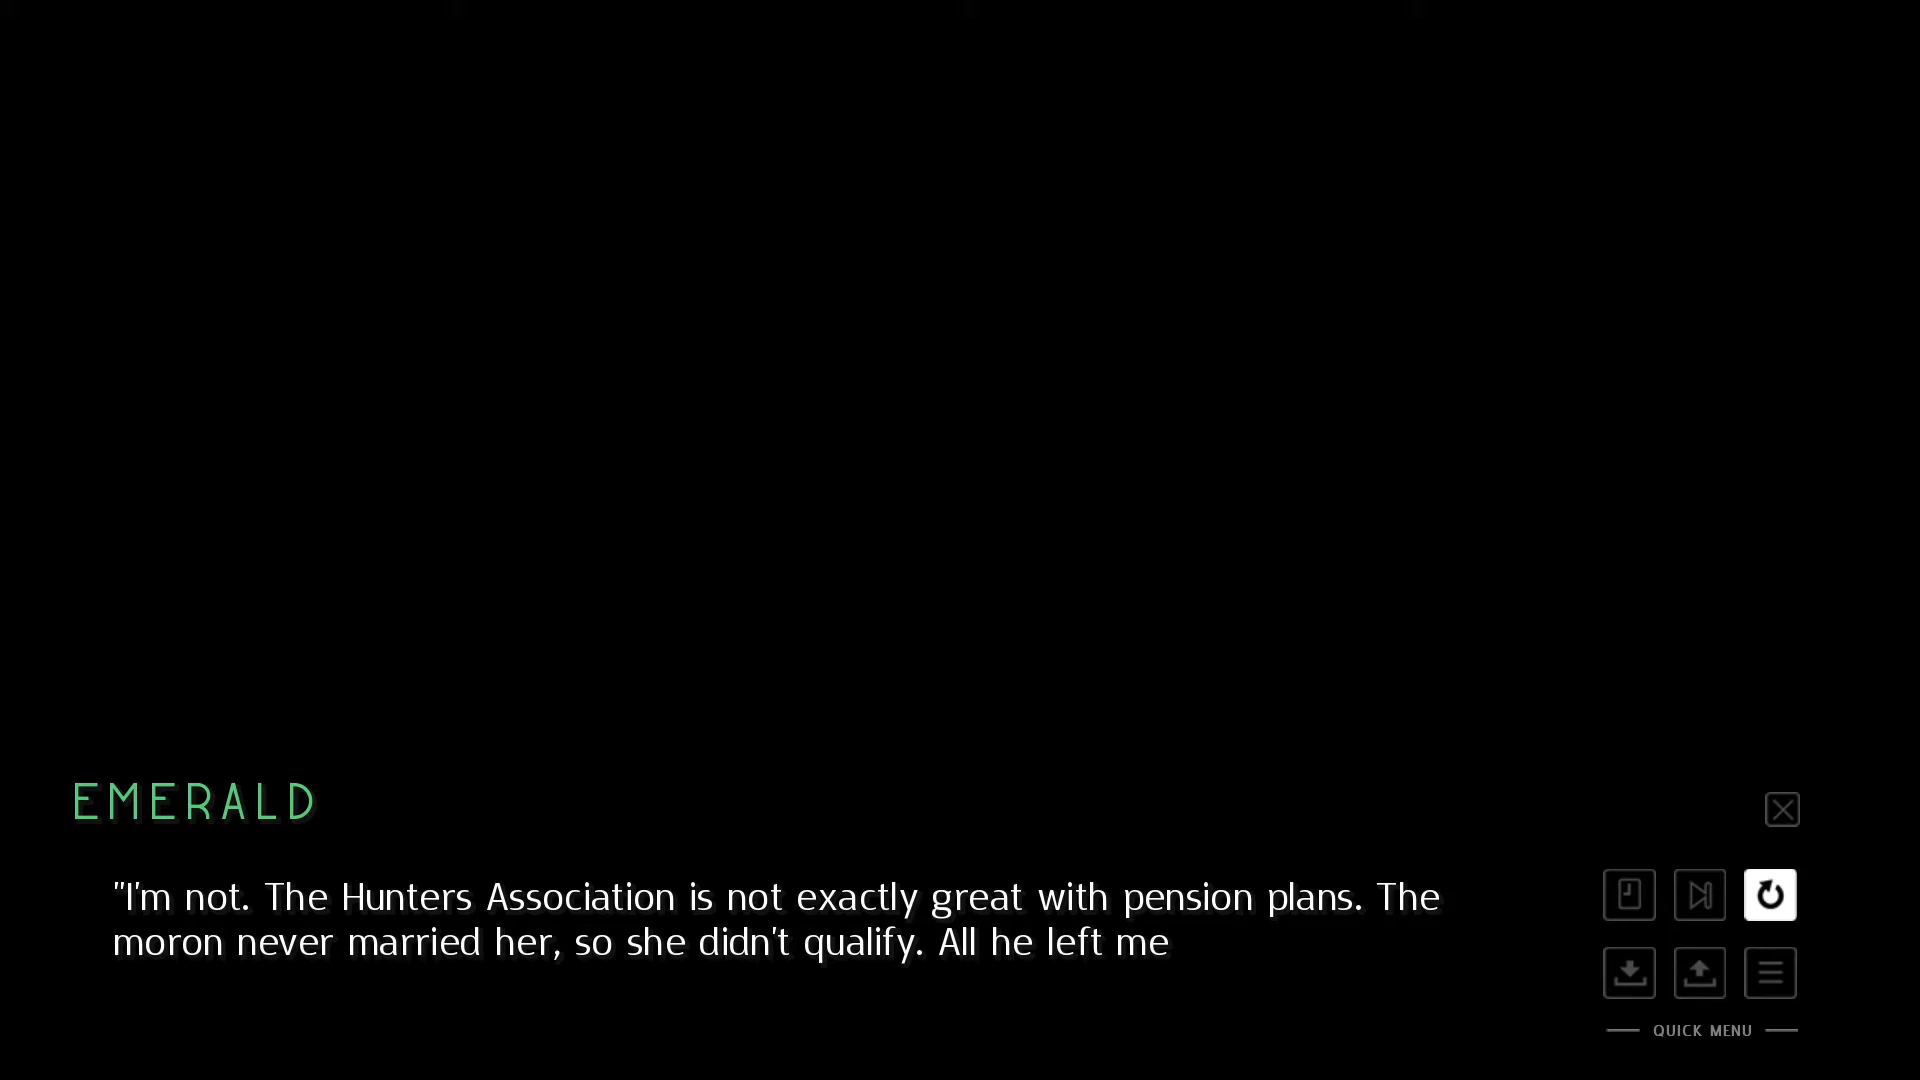 EMERALD
"I'm not. The Hunters Association is not exactly great with pension plans. The
moron never married her, so she didn't qualify. All he left me
QUICK MENU